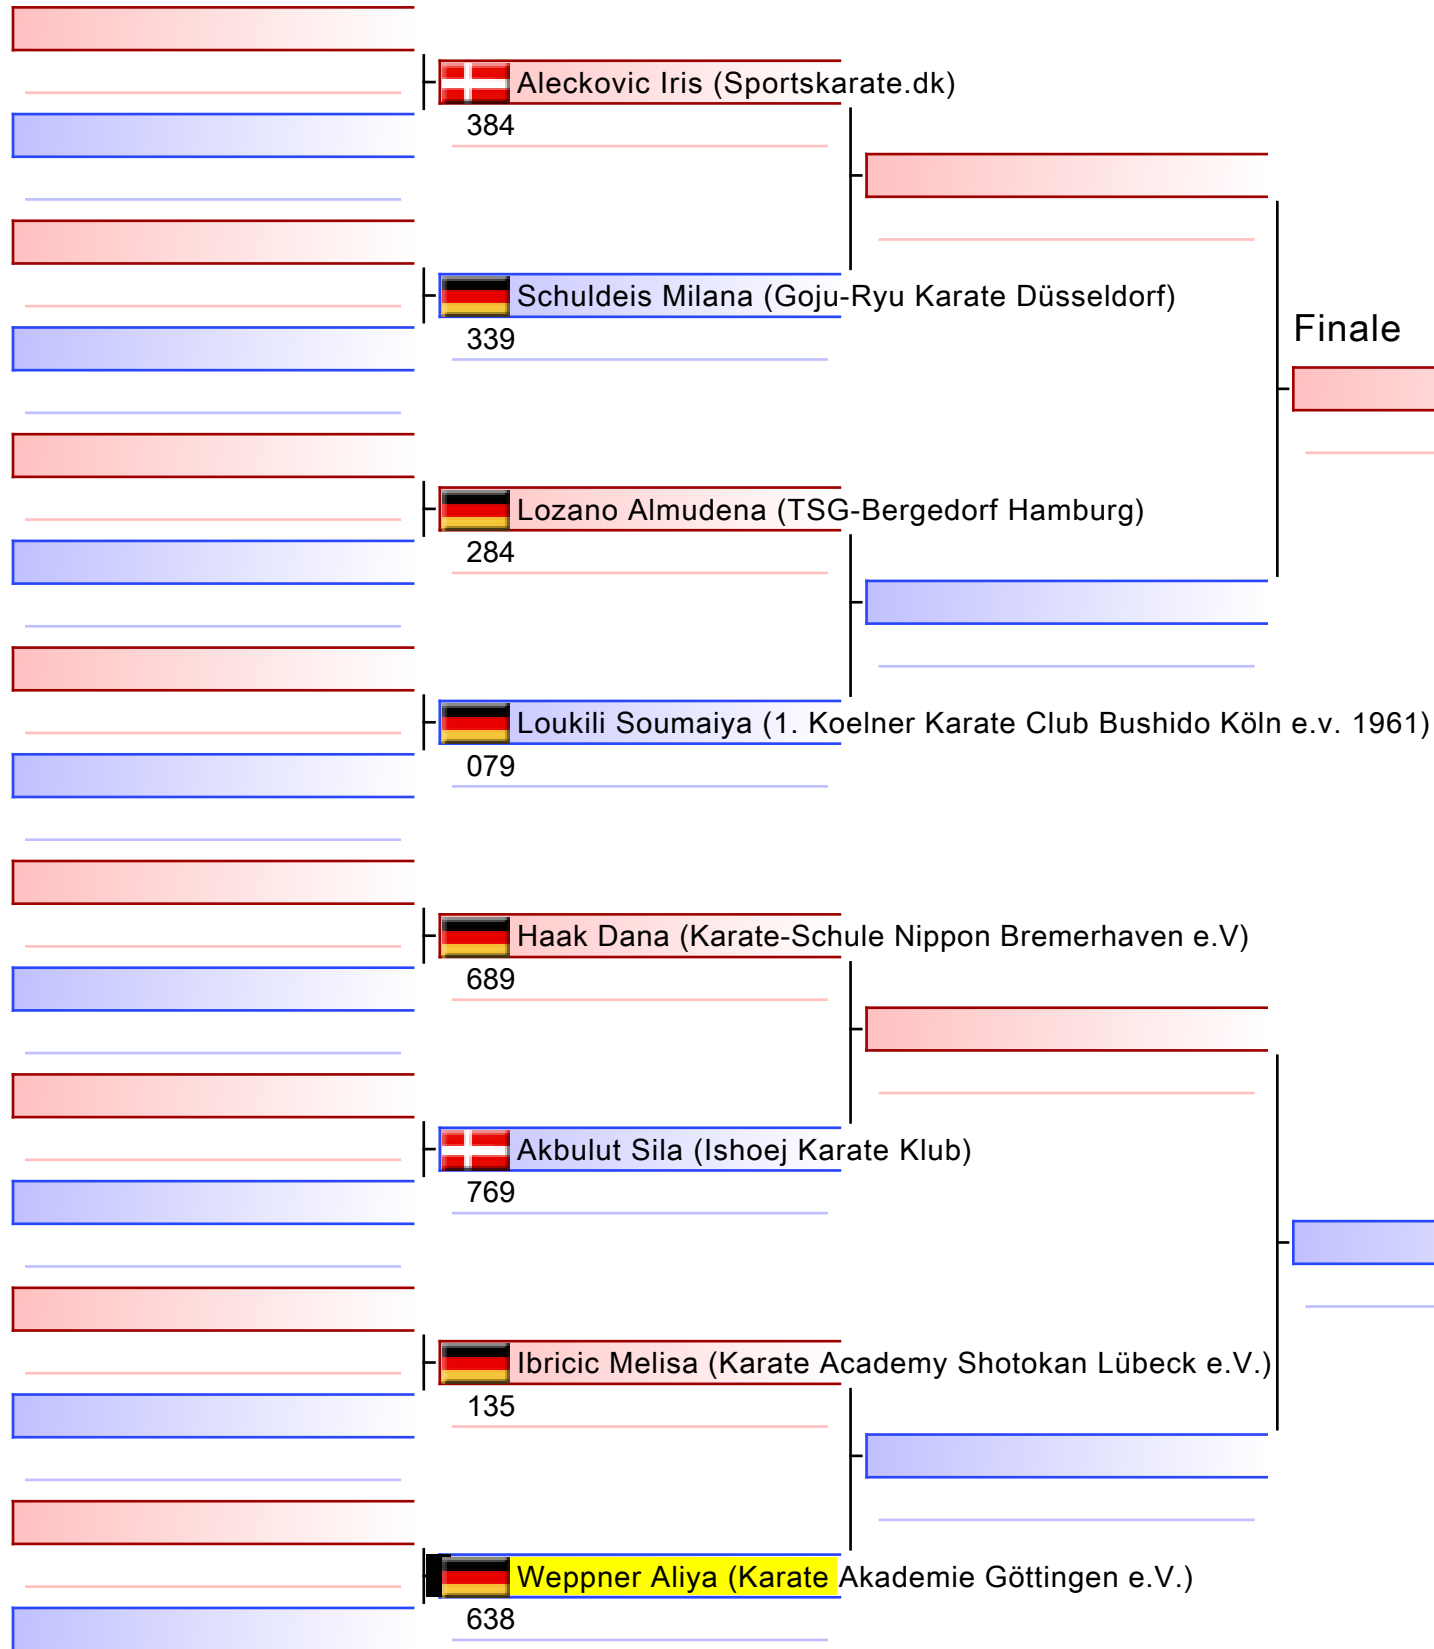 Aleckovic Iris (Sportskarate.dk)
384
Schuldeis Milana (Goju-Ryu Karate Düsseldorf)
339
Finale
Lozano Almudena (TSG-Bergedorf Hamburg)
284
Loukili Soumaiya (1. Koelner Karate Club Bushido Köln e.v. 1961)
079
Haak Dana (Karate-Schule Nippon Bremerhaven e.V)
689
Akbulut Sila (Ishoej Karate Klub)
769
Ibricic Melisa (Karate Academy Shotokan Lübeck e.V.)
135
Weppner Aliya (Karate Akademie Göttingen e.V.)
638